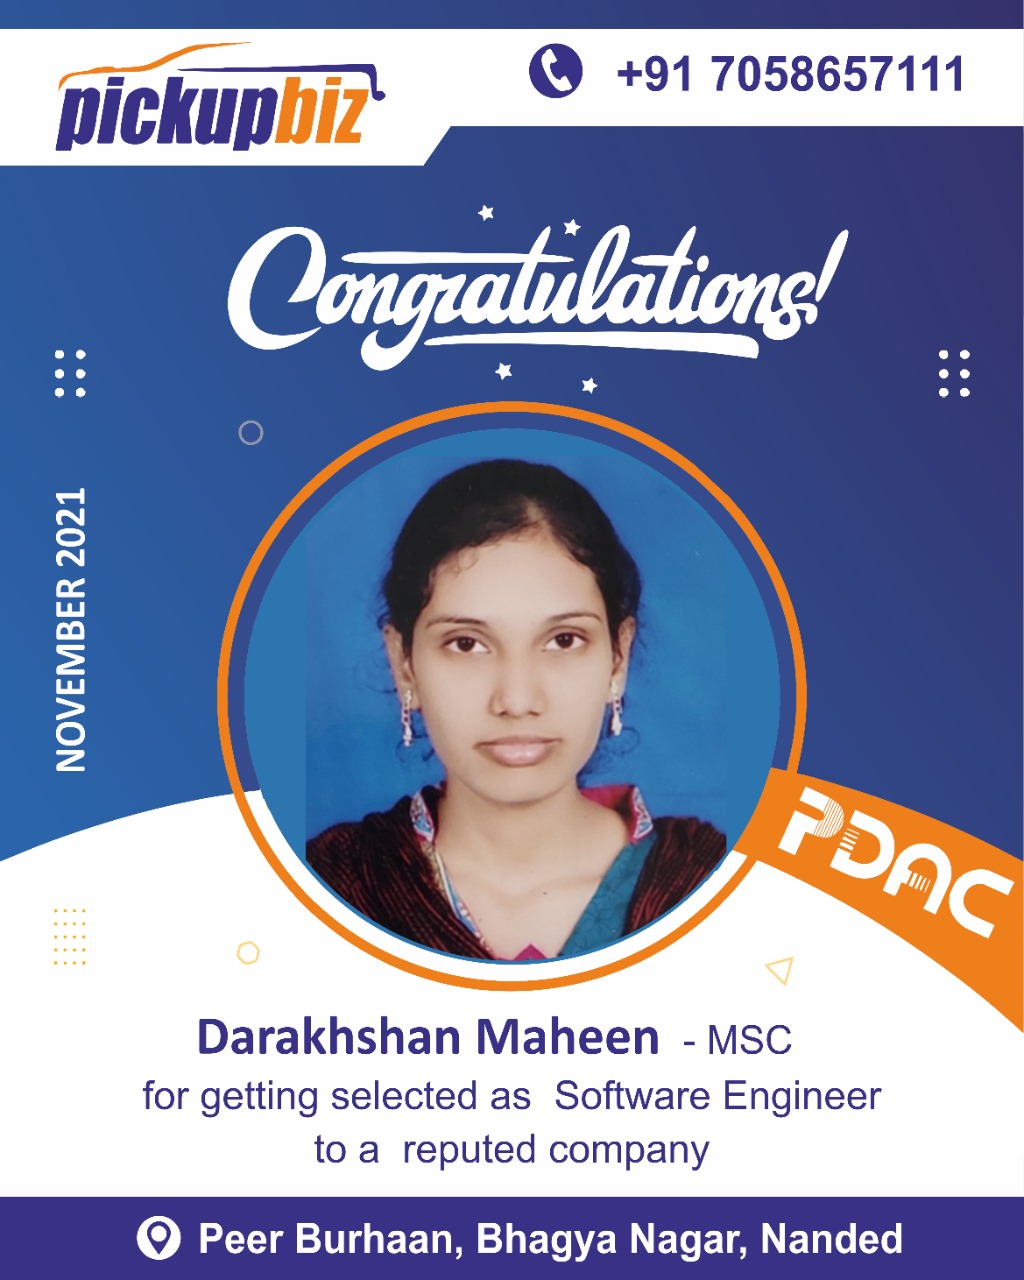 pickupbiz
+91 7058657111
Congratulations!
NOVEMBER 2021
PDAC
Darakhshan Maheen - MSC
for getting selected as Software Engineer
to a reputed company
Peer Burhaan, Bhagya Nagar, Nanded